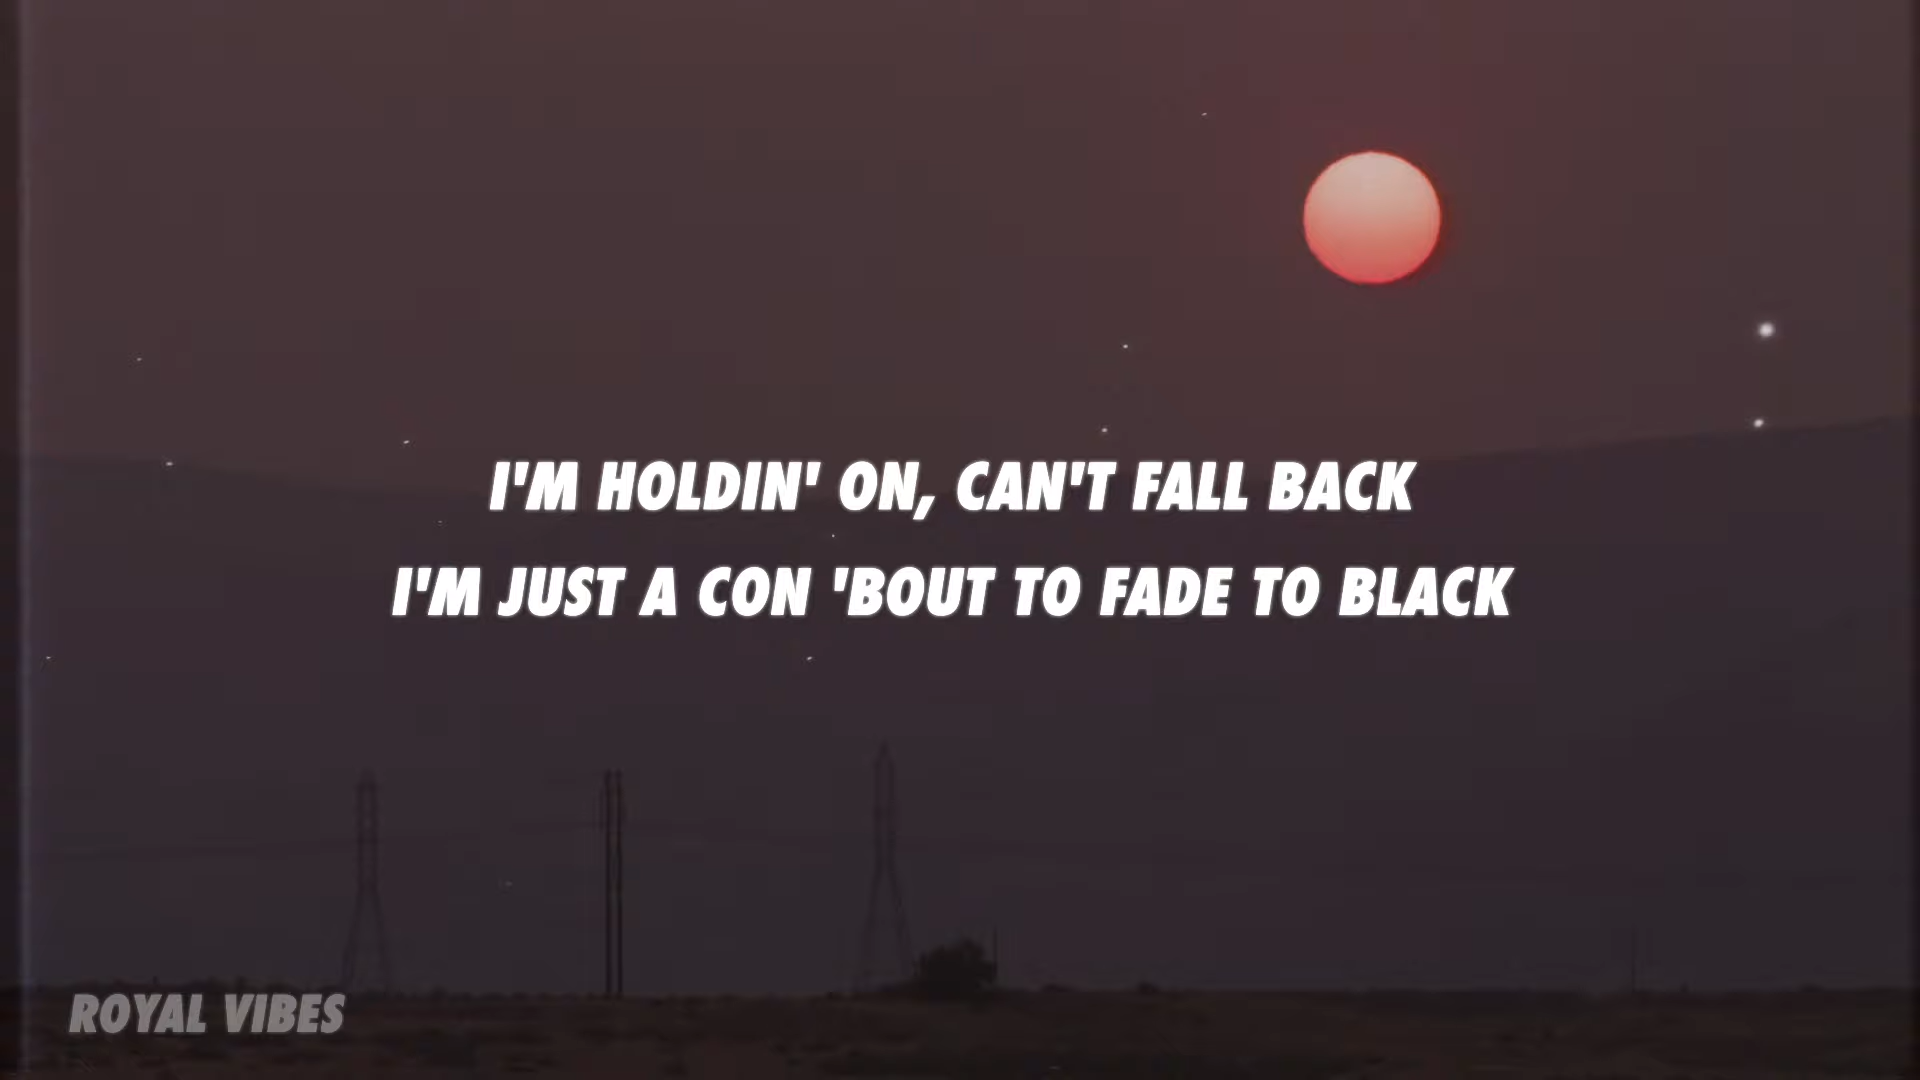 I'M HOLDIN' ON, CAN'T FALL BACK
I'M JUST A CON 'BOUT TO FADE TO BLACK
ROYAL VIBES